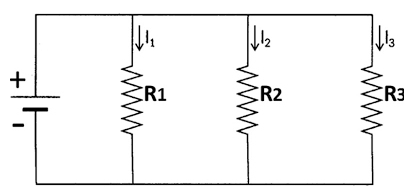 I₁ I₂ I₃
+ R1 R2 R3
-